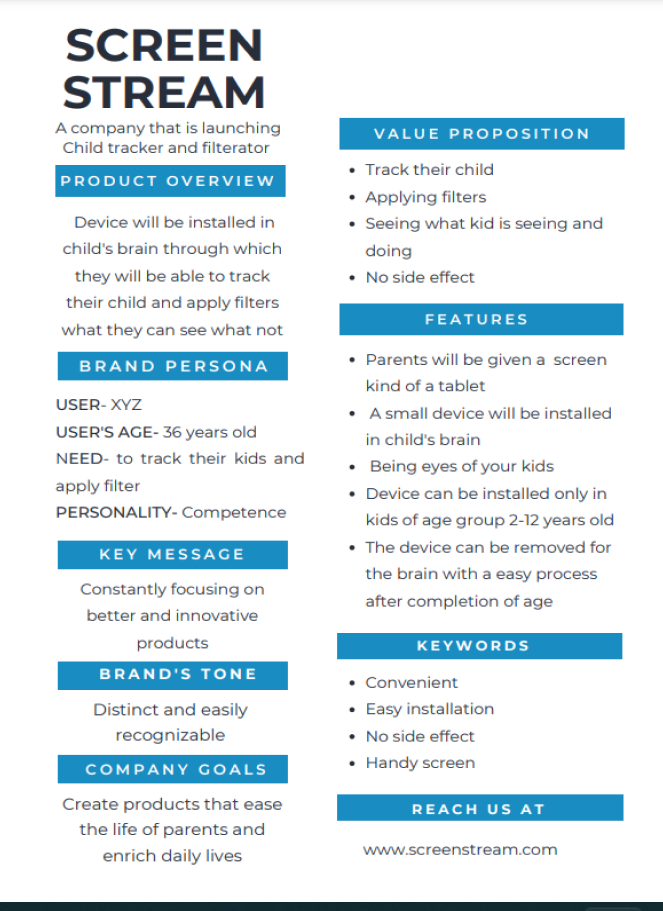 SCREEN
STREAM
A company that is launching
Child tracker and filterator
PRODUCT OVERVIEW
Device will be installed in
child's brain through which
they will be able to track
their child and apply filters
what they can see what not
BRAND PERSONA
USER- XYZ
USER'S AGE- 36 years old
NEED- to track their kids and
apply filter
PERSONALITY- Competence
KEY MESSAGE
Constantly focusing on
better and innovative
products
BRAND'S TONE
Distinct and easily
recognizable
COMPANY GOALS
Create products that ease
the life of parents and
enrich daily lives
VALUE PROPOSITION
• Track their child
• Applying filters
• Seeing what kid is seeing and
doing
• No side effect
FEATURES
• Parents will be given a screen
kind of a tablet
• A small device will be installed
in child's brain
• Being eyes of your kids
• Device can be installed only in
kids of age group 2-12 years old
• The device can be removed for
the brain with a easy process
after completion of age
KEYWORDS
• Convenient
• Easy installation
• No side effect
• Handy screen
REACH US AT
www.screenstream.com